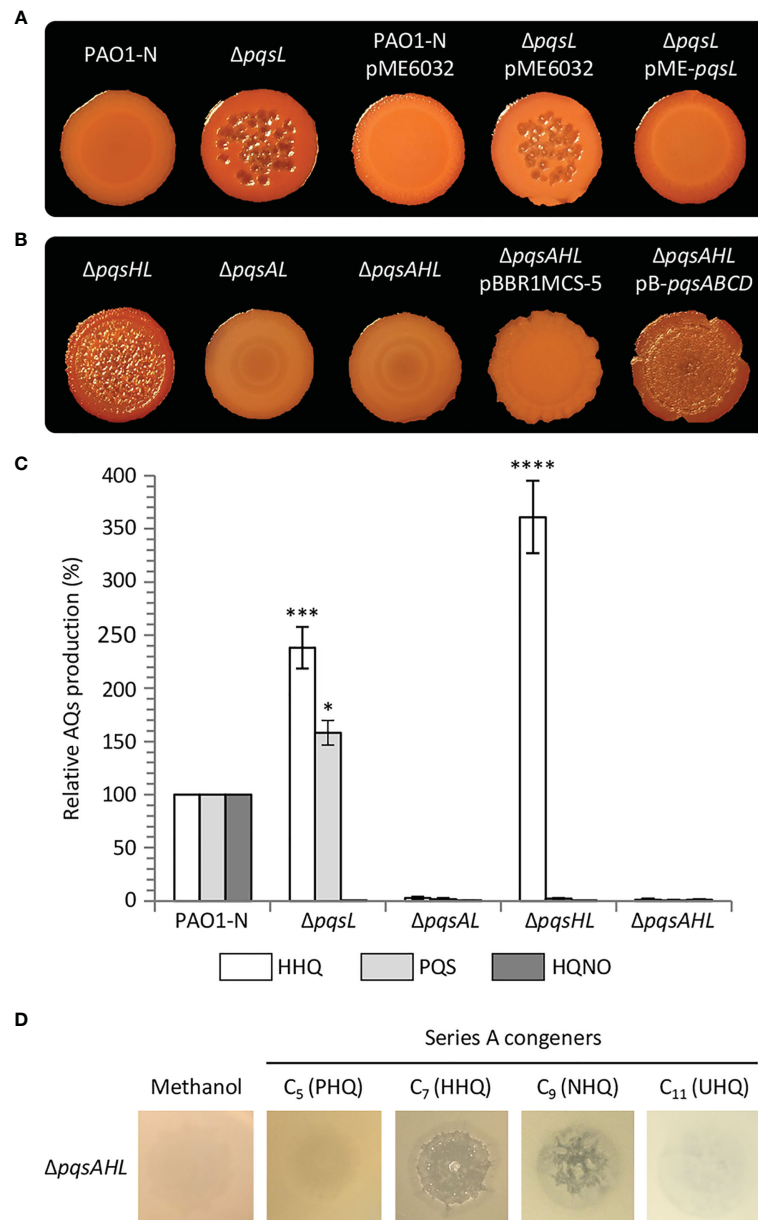 A
PAO1-N
ΔpqsL
PAO1-N
pME6032
ΔpqsL
pME6032
ΔpqsL
pME-pqsL
B
ΔpqsHL
ΔpqsAL
ΔpqsAHL
ΔpqsAHL
pBBR1MCS-5
ΔpqsAHL
pB-pqsABCD
C
Relative AQs production (%)
400
350
300
250
200
150
100
50
0
***
*
****
PAO1-N
ΔpqsL
ΔpqsAL
ΔpqsHL
ΔpqsAHL
HHQ
PQS
HQNO
D
Series A congeners
Methanol
C₅ (PHQ)
C₇ (HHQ)
C₉ (NHQ)
C₁₁ (UHQ)
ΔpqsAHL